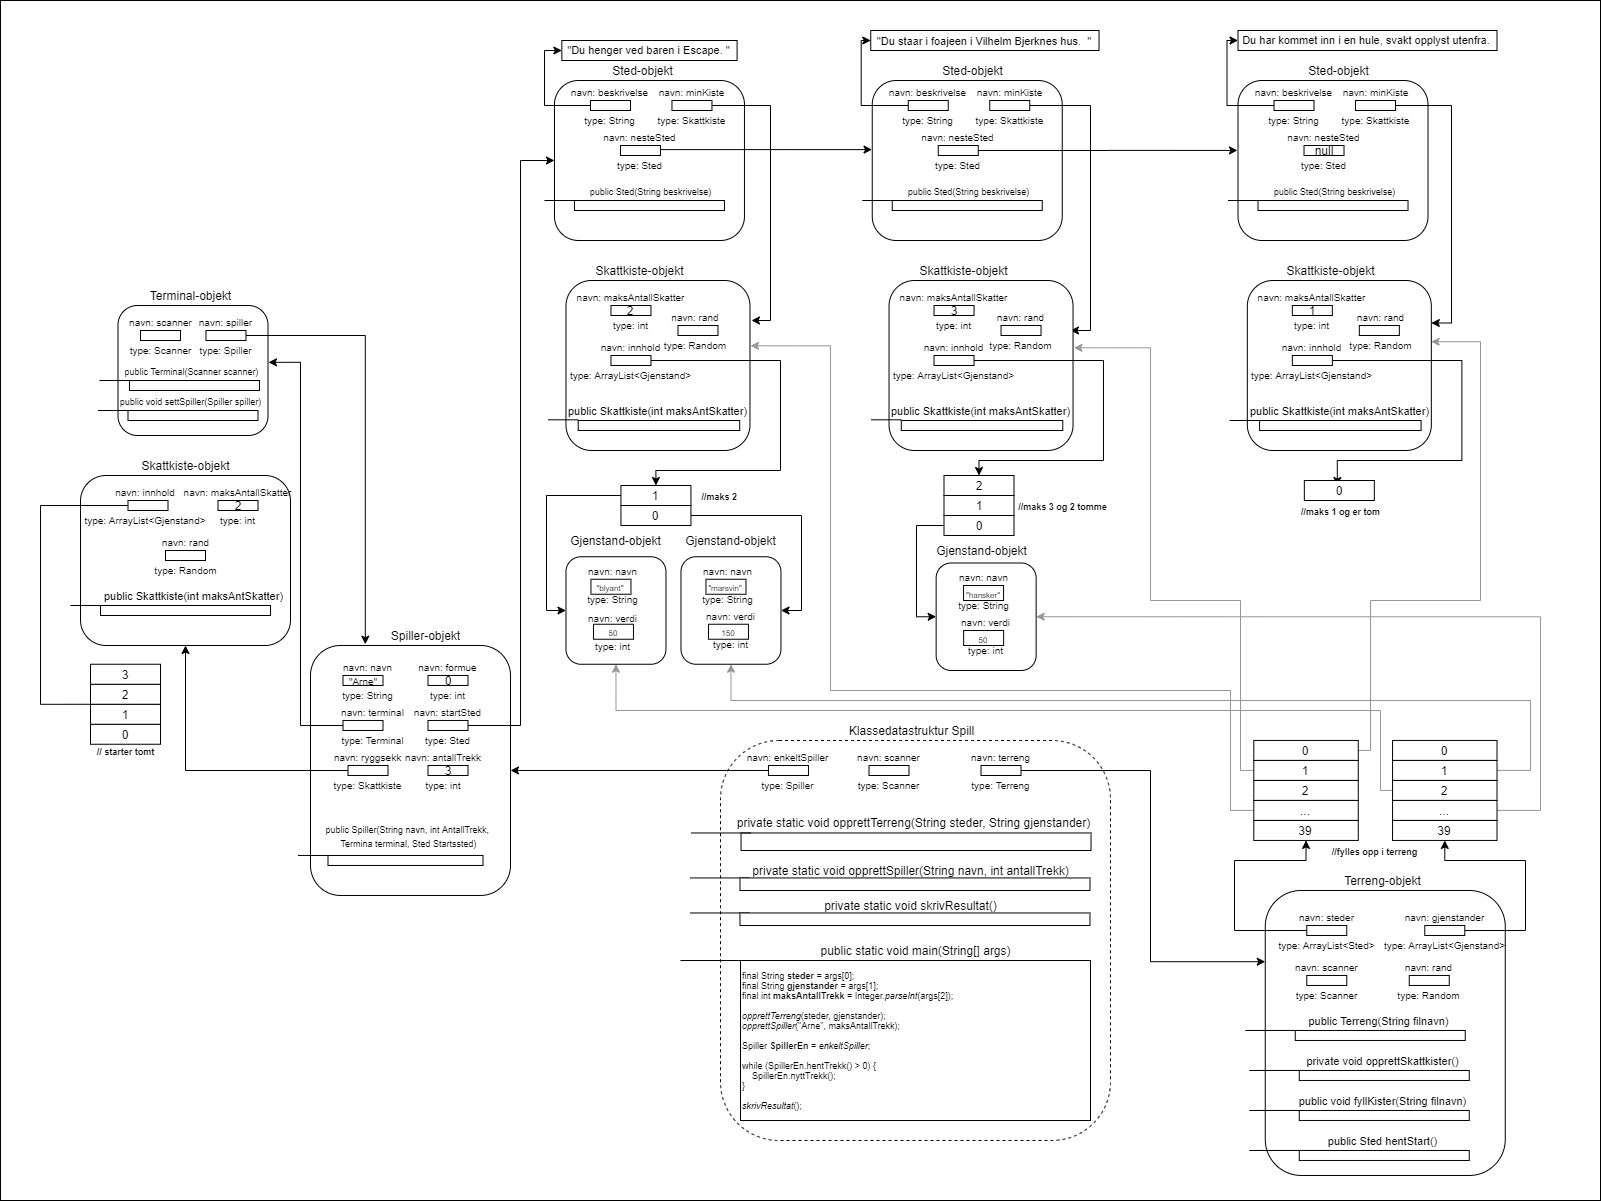 "Du henger ved baren i Escape. "
Sted-objekt
navn: beskrivelse
navn: minKiste
type: String
type: Skattkiste
navn: nesteSted
type: Sted
public Sted(String beskrivelse)
"Du staar i foajeen i Vilhelm Bjerknes hus. "
Sted-objekt
navn: beskrivelse
navn: minKiste
type: String
type: Skattkiste
navn: nesteSted
type: Sted
public Sted(String beskrivelse)
Du har kommet inn i en hule, svakt opplyst utenfra.
Sted-objekt
navn: beskrivelse
navn: minKiste
type: String
type: Skattkiste
navn: nesteSted
null
type: Sted
public Sted(String beskrivelse)
Skattkiste-objekt
navn: maksAntallSkatter
2
type: int
navn: rand
type: Random
navn: innhold
type: ArrayList<Gjenstand>
public Skattkiste(int maksAntSkatter)
Skattkiste-objekt
navn: maksAntallSkatter
3
type: int
navn: rand
type: Random
navn: innhold
type: ArrayList<Gjenstand>
public Skattkiste(int maksAntSkatter)
Skattkiste-objekt
navn: maksAntallSkatter
1
type: int
navn: rand
type: Random
navn: innhold
type: ArrayList<Gjenstand>
public Skattkiste(int maksAntSkatter)
Terminal-objekt
navn: scanner
navn: spiller
type: Scanner
type: Spiller
public Terminal(Scanner scanner)
public void settSpiller(Spiller spiller)
Skattkiste-objekt
navn: innhold
navn: maksAntallSkatter
2
type: ArrayList<Gjenstand>
type: int
navn: rand
type: Random
public Skattkiste(int maksAntSkatter)
3
2
1
0
// starter tomt
1
0
//maks 2
Gjenstand-objekt
navn: navn
"blyant"
type: String
navn: verdi
50
type: int
Gjenstand-objekt
navn: navn
"marsvin"
type: String
navn: verdi
150
type: int
2
1
0
//maks 3 og 2 tomme
Gjenstand-objekt
navn: navn
"hansker"
type: String
navn: verdi
50
type: int
0
//maks 1 og er tom
Spiller-objekt
navn: navn
navn: formue
"Arne"
0
type: String
type: int
navn: terminal
navn: startSted
type: Terminal
type: Sted
navn: ryggsekk
navn: antallTrekk
3
type: Skattkiste
type: int
public Spiller(String navn, int AntallTrekk,
Termina terminal, Sted Startssted)
Klassedatastruktur Spill
navn: enkeltSpiller
navn: scanner
navn: terreng
type: Spiller
type: Scanner
type: Terreng
private static void opprettTerreng(String steder, String gjenstander)
private static void opprettSpiller(String navn, int antallTrekk)
private static void skrivResultat()
public static void main(String[] args)
final String steder = args[0];
final String gjenstander = args[1];
final int maksAntallTrekk = Integer.parseInt(args[2]);
opprettTerreng(steder, gjenstander);
opprettSpiller("Arne", maksAntallTrekk);
Spiller SpillerEn = enkeltSpiller;
while (SpillerEn.hentTrekk() > 0) {
SpillerEn.nyttTrekk();
}
skrivResultat();
0
1
2
...
39
0
1
2
...
39
//fylles opp i terreng
Terreng-objekt
navn: steder
navn: gjenstander
type: ArrayList<Sted>
type: ArrayList<Gjenstand>
navn: scanner
navn: rand
type: Scanner
type: Random
public Terreng(String filnavn)
private void opprettSkattkister()
public void fyllKister(String filnavn)
public Sted hentStart()